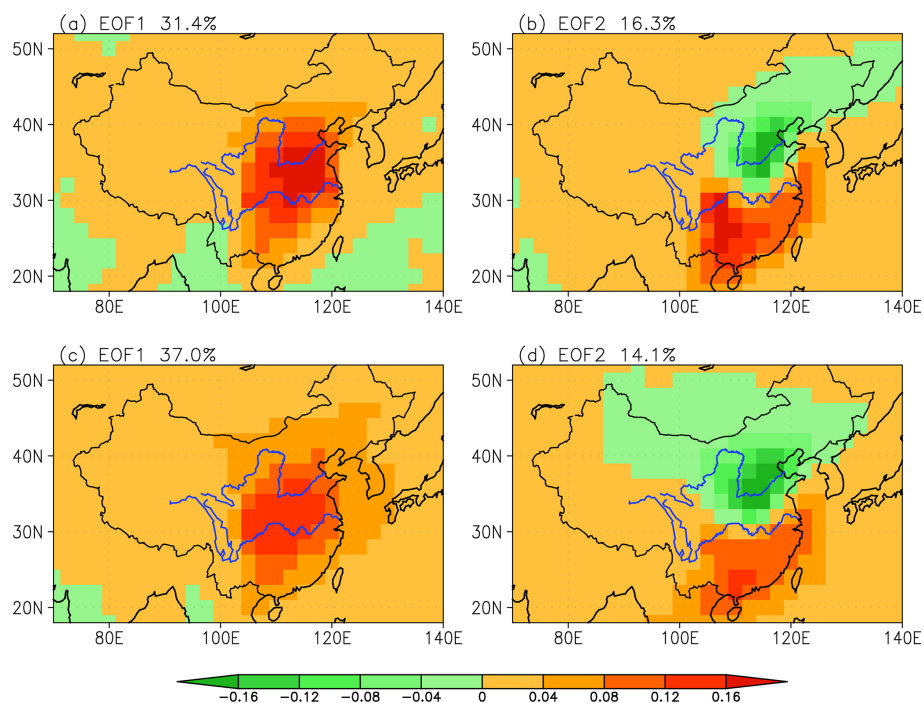 (a) EOF1 31.4%
(b) EOF2 16.3%
50N
40N
30N
20N
80E 100E 120E 140E
50N
40N
30N
20N
80E 100E 120E 140E
(c) EOF1 37.0%
(d) EOF2 14.1%
50N
40N
30N
20N
80E 100E 120E 140E
50N
40N
30N
20N
80E 100E 120E 140E
−0.16 −0.12 −0.08 −0.04 0 0.04 0.08 0.12 0.16